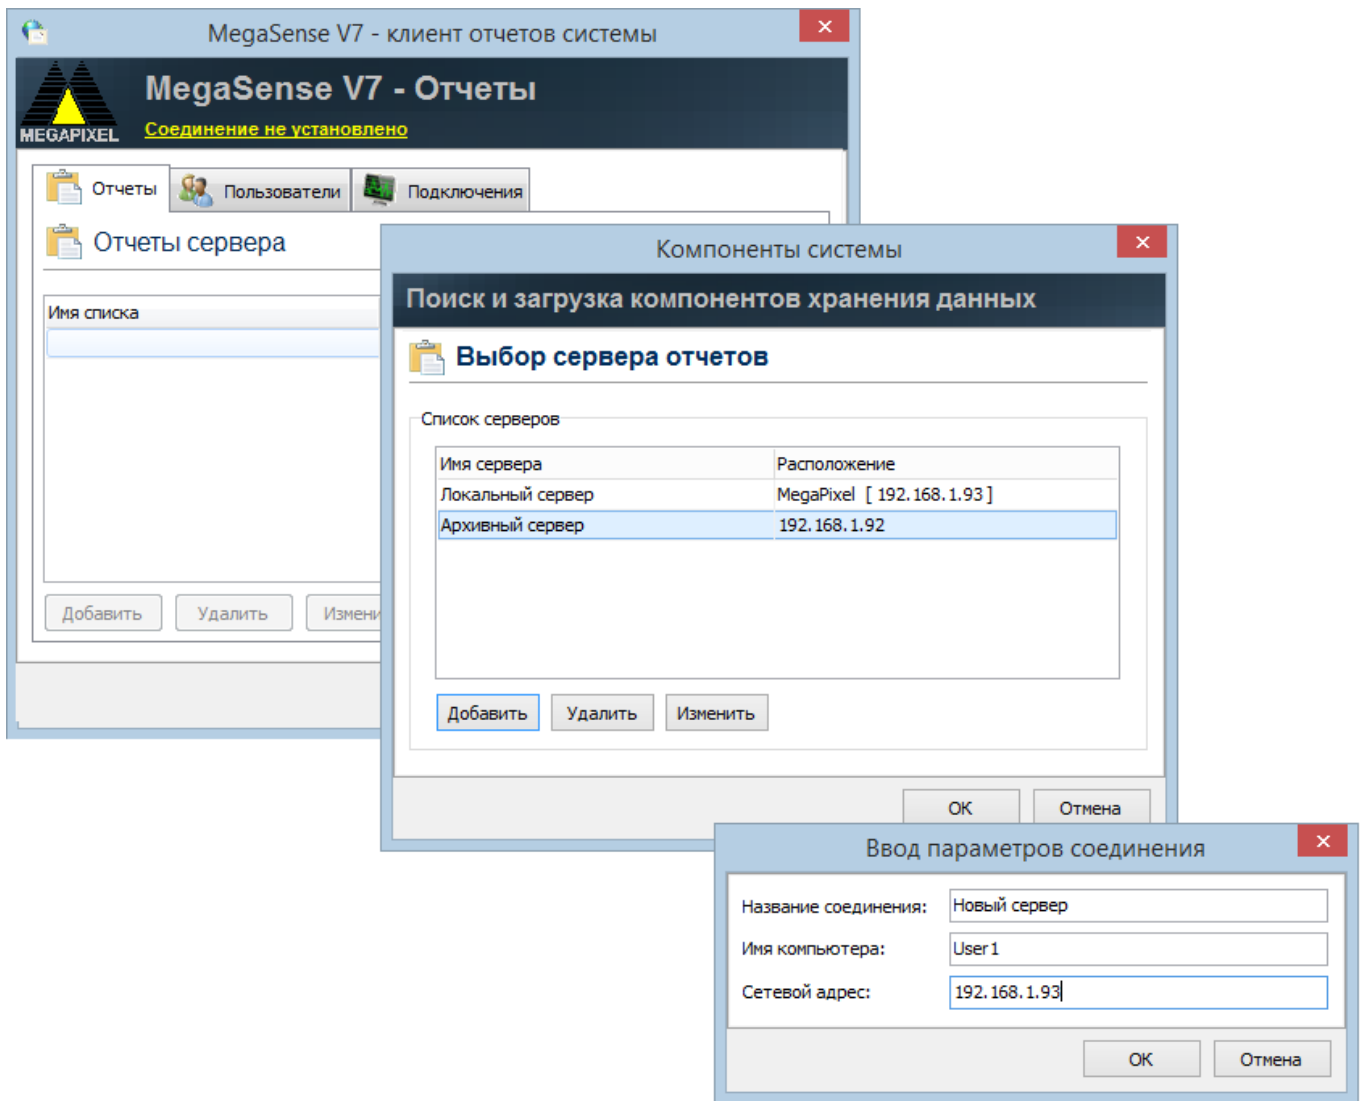 MegaSense V7 - клиент отчетов системы
MegaSense V7 - Отчеты
MEGAPIXEL
Соединение не установлено
Отчеты
Пользователи
Подключения
Отчеты сервера
Имя списка
Добавить
Удалить
Измени
Компоненты системы
Поиск и загрузка компонентов хранения данных
Выбор сервера отчетов
Список серверов
Имя сервера Расположение
Локальный сервер MegaPixel [ 192.168.1.93 ]
Архивный сервер 192.168.1.92
Добавить Удалить Изменить
ОК Отмена
Ввод параметров соединения
Название соединения: Новый сервер
Имя компьютера: User1
Сетевой адрес: 192.168.1.93
ОК Отмена